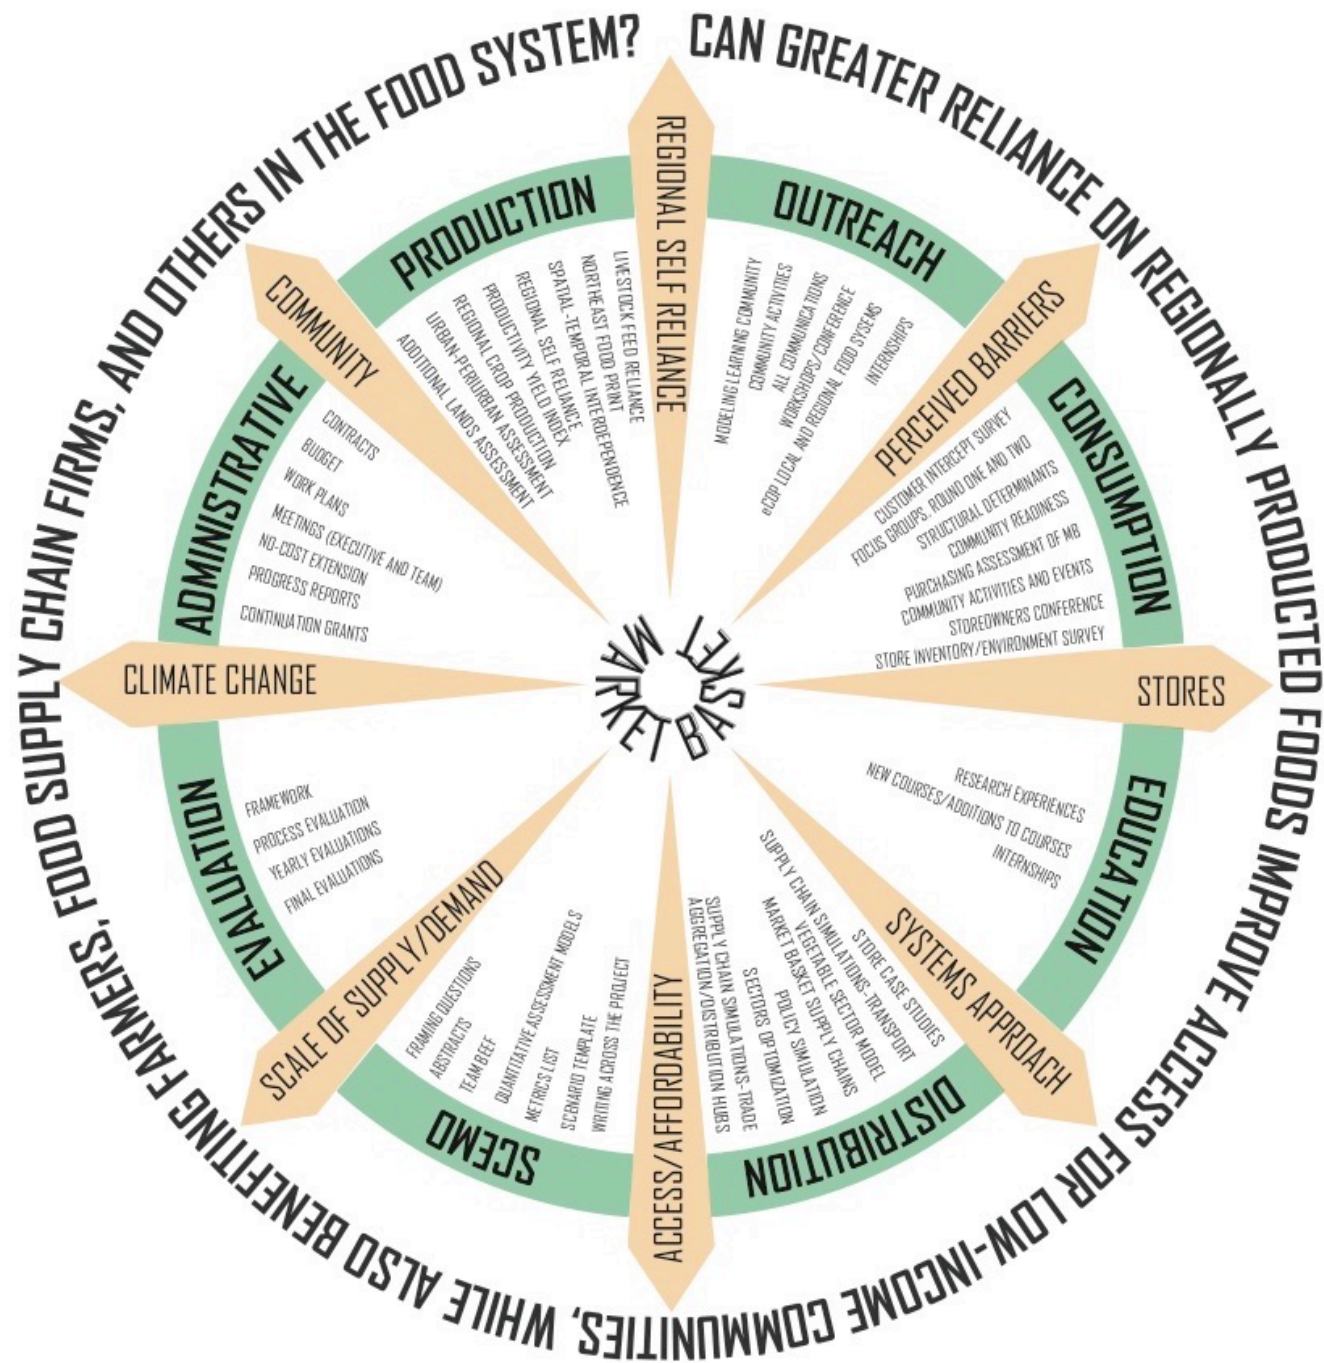 CAN GREATER RELIANCE ON REGIONALLY PRODUCTED FOODS IMPROVE ACCESS FOR LOW-INCOME COMMUNITIES, WHILE ALSO BENEFITING FARMERS, FOOD SUPPLY CHAIN FIRMS, AND OTHERS IN THE FOOD SYSTEM?
REGIONAL SELF RELIANCE
OUTREACH
MODELING LEARNING COMMUNITY
COMMUNITY ACTIVITIES
ALL COMMUNICATIONS
WORKSHOPS/CONFERENCE
eCOP LOCAL AND REGIONAL FOOD SYSEMS
INTERNSHIPS
PERCEIVED BARRIERS
CONSUMPTION
CUSTOMER INTERCEPT SURVEY
FOCUS GROUPS, ROUND ONE AND TWO
STRUCTURAL DETERMINANTS
COMMUNITY READINESS
PURCHASING ASSESSMENT OF MB
COMMUNITY ACTIVITIES AND EVENTS
STOREOWNERS CONFERENCE
STORE INVENTORY/ENVIRONMENT SURVEY
STORES
EDUCATION
RESEARCH EXPERIENCES
NEW COURSES/ADDITIONS TO COURSES
INTERNSHIPS
SYSTEMS APPROACH
DISTRIBUTION
STORE CASE STUDIES
SUPPLY CHAIN SIMULATIONS-TRANSPORT
VEGETABLE SECTOR MODEL
MARKET BASKET SUPPLY CHAINS
POLICY SIMULATION
SECTORS OPTOMIZATION
SUPPLY CHAIN SIMULATIONS-TRADE
AGGREGATION/DISTRIBUTION HUBS
ACCESS/AFFORDABILITY
SCEMO
FRAMING QUESTIONS
ABSTRACTS
TEAM BEEF
QUANTITATIVE ASSESSMENT MODELS
METRICS LIST
SCENARIO TEMPLATE
WRITING ACROSS THE PROJECT
SCALE OF SUPPLY/DEMAND
EVALUATION
FRAMEWORK
PROCESS EVALUATION
YEARLY EVALUATIONS
FINAL EVALUATIONS
CLIMATE CHANGE
ADMINISTRATIVE
CONTRACTS
BUDGET
WORK PLANS
MEETINGS (EXECUTIVE AND TEAM)
NO-COST EXTENSION
PROGRESS REPORTS
CONTINUATION GRANTS
COMMUNITY
PRODUCTION
ADDITIONAL LANDS ASSESSMENT
URBAN-PERIURBAN ASSESSMENT
REGIONAL CROP PRODUCTION
PRODUCTIVITY YIELD INDEX
REGIONAL SELF RELIANCE
SPATIAL-TEMPORAL INTERDEPENDENCE
NORTHEAST FOOD PRINT
LIVESTOCK FEED RELIANCE
MARKET BASKET